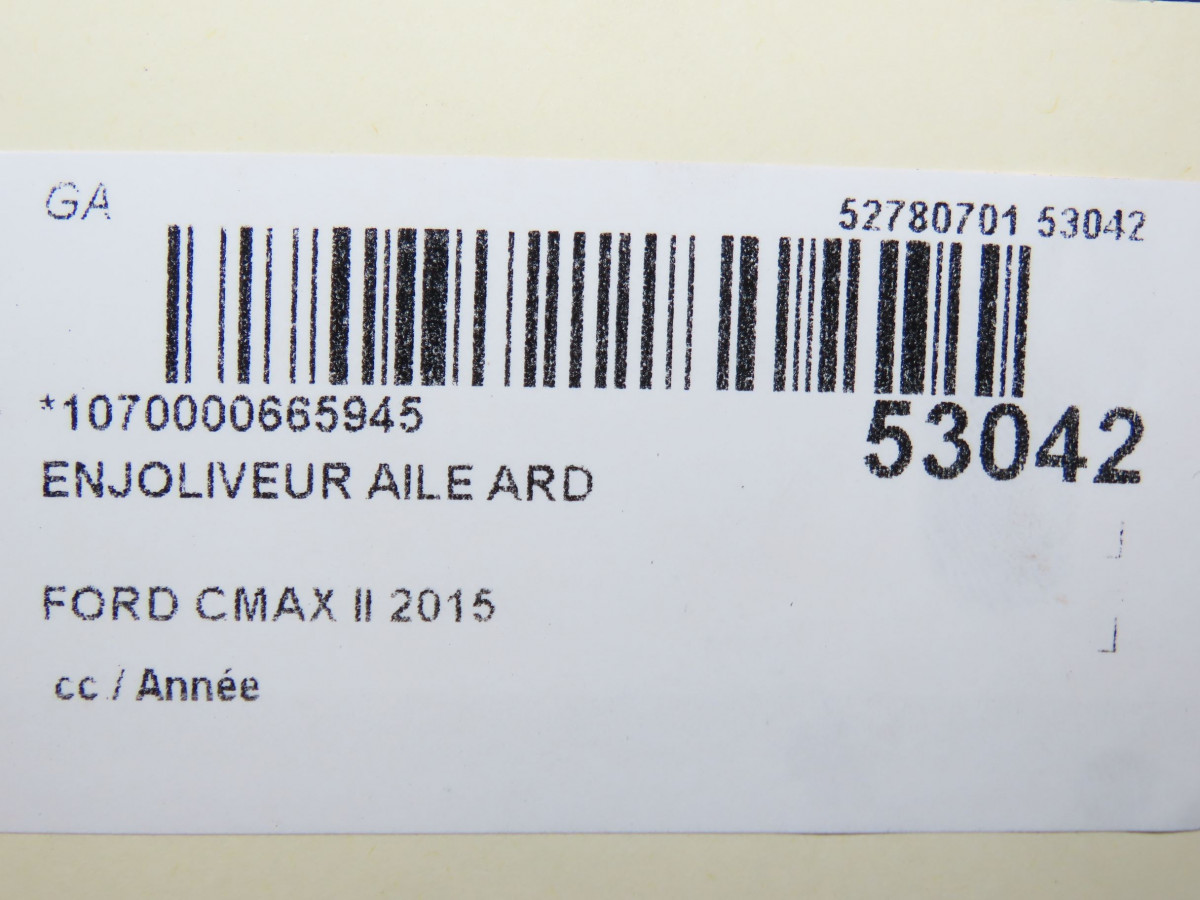 GA
52780701 53042
*1070000665945
53042
ENJOLIVEUR AILE ARD
FORD CMAX II 2015
cc / Année